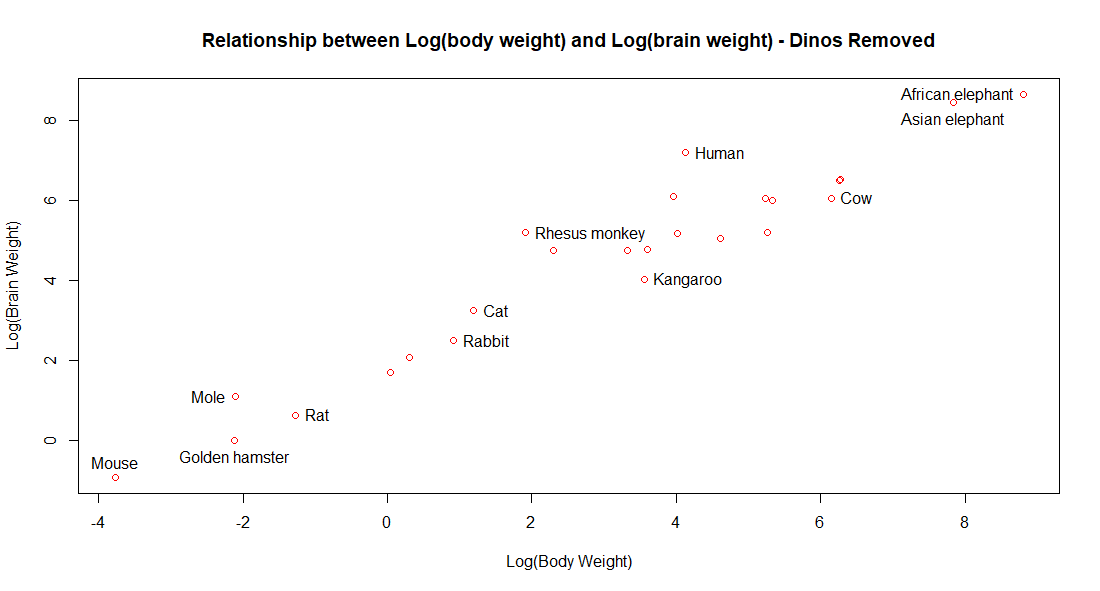 Relationship between Log(body weight) and Log(brain weight) - Dinos Removed
African elephant
Asian elephant
Human
Cow
Rhesus monkey
Kangaroo
Cat
Rabbit
Mole
Rat
Golden hamster
Mouse
Log(Brain Weight)
8
6
4
2
0
-4 -2 0 2 4 6 8
Log(Body Weight)